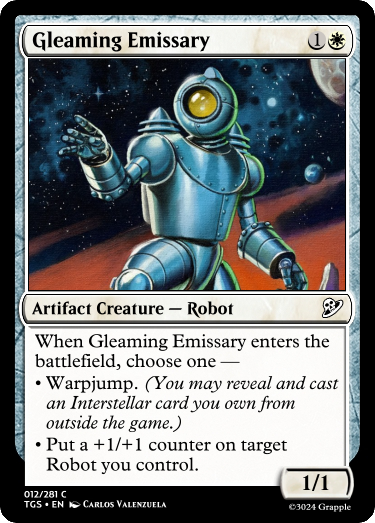 Gleaming Emissary 1
Artifact Creature — Robot
When Gleaming Emissary enters the
battlefield, choose one —
• Warpjump. (You may reveal and cast
an Interstellar card you own from
outside the game.)
• Put a +1/+1 counter on target
Robot you control.
1/1
012/281 C
TGS • EN Carlos Valenzuela
©3024 Grapple